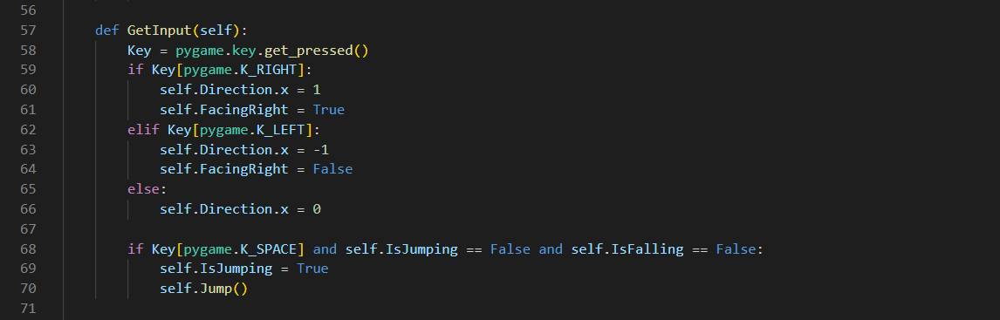 56
57 def GetInput(self):
58 Key = pygame.key.get_pressed()
59 if Key[pygame.K_RIGHT]:
60 self.Direction.x = 1
61 self.FacingRight = True
62 elif Key[pygame.K_LEFT]:
63 self.Direction.x = -1
64 self.FacingRight = False
65 else:
66 self.Direction.x = 0
67
68 if Key[pygame.K_SPACE] and self.IsJumping == False and self.IsFalling == False:
69 self.IsJumping = True
70 self.Jump()
71